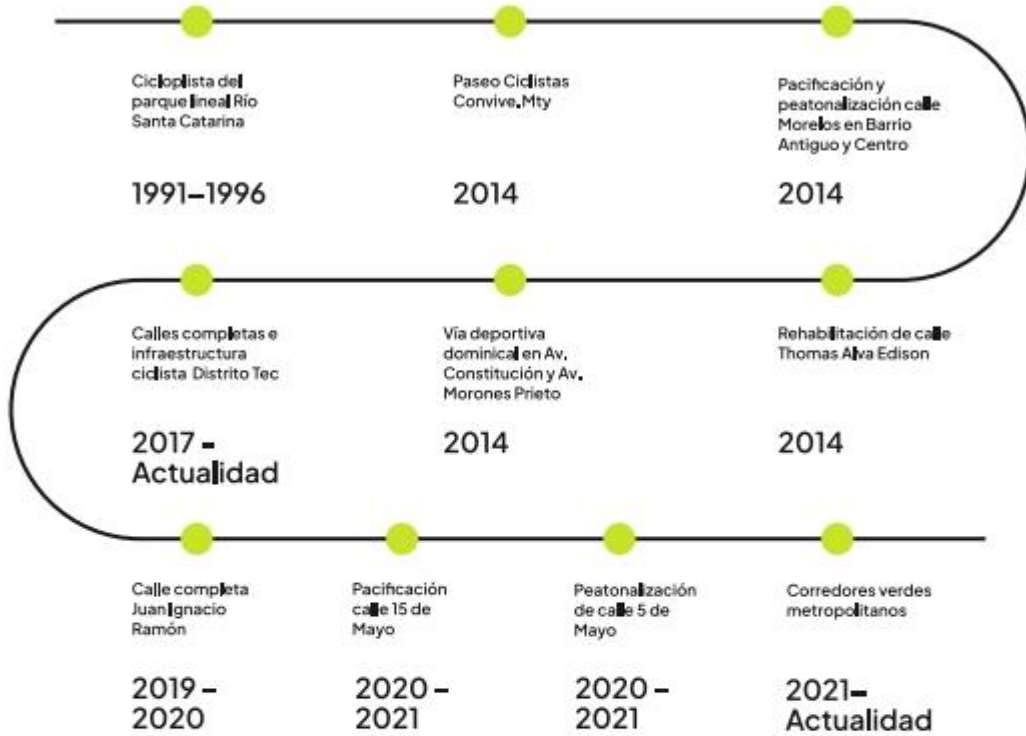 Cicloplista del
parque lineal Río
Santa Catarina
1991–1996
Paseo Ciclistas
Convive.Mty
2014
Pacificación y
peatonalización calle
Morelos en Barrio
Antiguo y Centro
2014
Rehabilitación de calle
Thomas Alva Edison
2014
Vía deportiva
dominical en Av.
Constitución y Av.
Morones Prieto
2014
Calles completas e
infraestructura
ciclista Distrito Tec
2017 –
Actualidad
Calle completa
Juan Ignacio
Ramón
2019 –
2020
Pacificación
calle 15 de
Mayo
2020 –
2021
Peatonalización
de calle 5 de
Mayo
2020 –
2021
Corredores verdes
metropolitanos
2021–
Actualidad